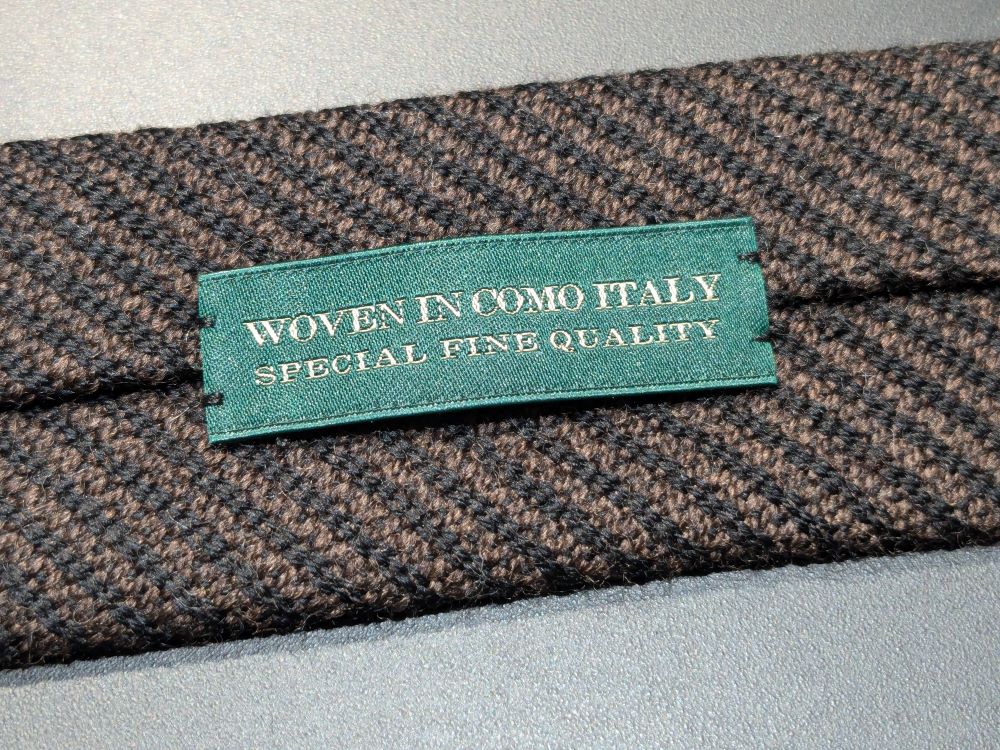 WOVEN IN COMO ITALY
SPECIAL FINE QUALITY